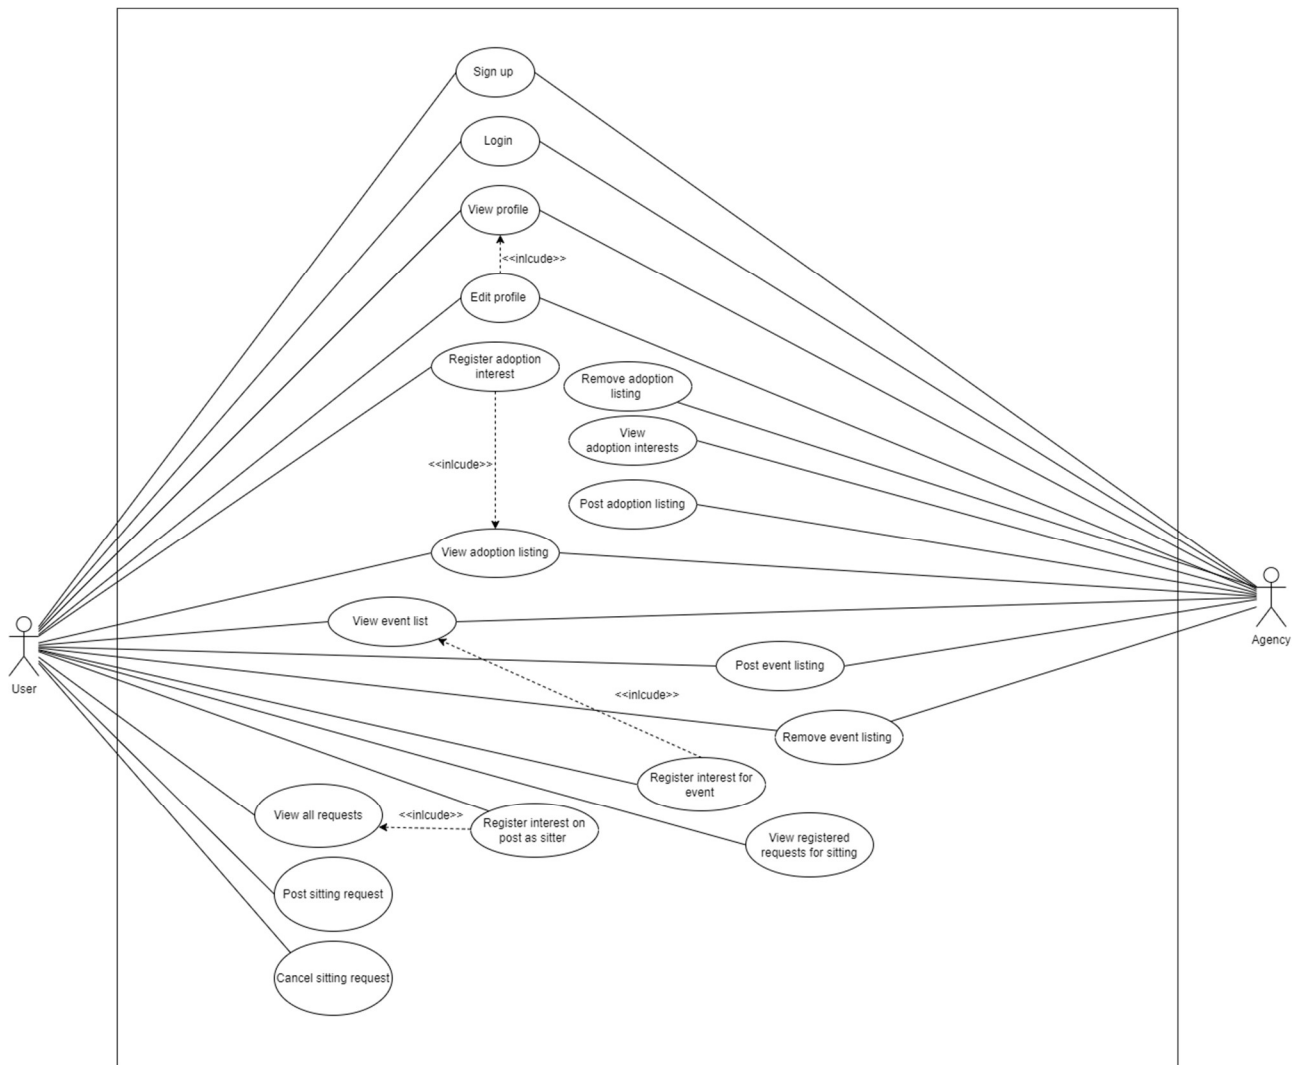 Sign up
Login
View profile
<<inlcude>>
Edit profile
Register adoption
interest
Remove adoption
listing
View
adoption interests
<<inlcude>>
Post adoption listing
View adoption listing
View event list
Agency
Post event listing
User
<<inlcude>>
Remove event listing
Register interest for
event
View all requests
<<inlcude>>
Register interest on
post as sitter
View registered
requests for sitting
Post sitting request
Cancel sitting request